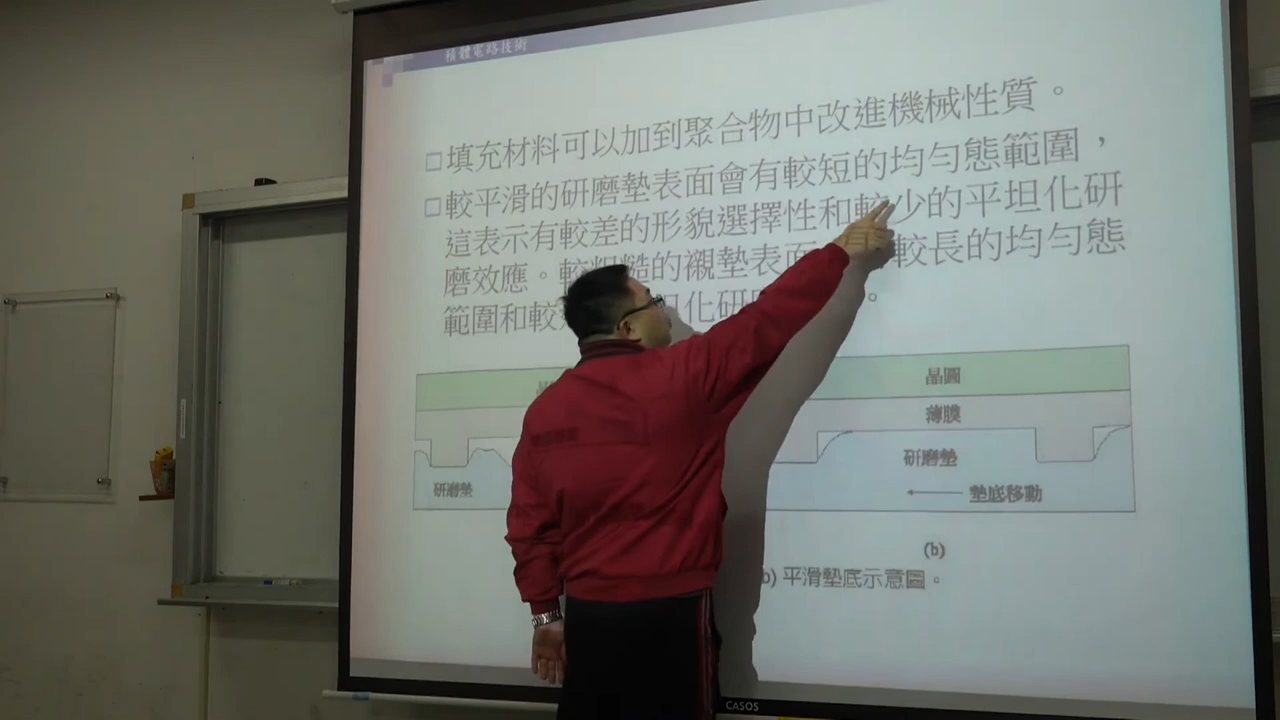 積體電路技術
□填充材料可以加到聚合物中改進機械性質。
□較平滑的研磨墊表面會有較短的均勻態範圍，
這表示有較差的形貌選擇性和較少的平坦化研
磨效應。較粗糙的襯墊表面 較長的均勻態
範圍和較 坦化研 。
晶圓
薄膜
研磨墊
研磨墊
墊底移動
(b)
b) 平滑墊底示意圖。
CASOS